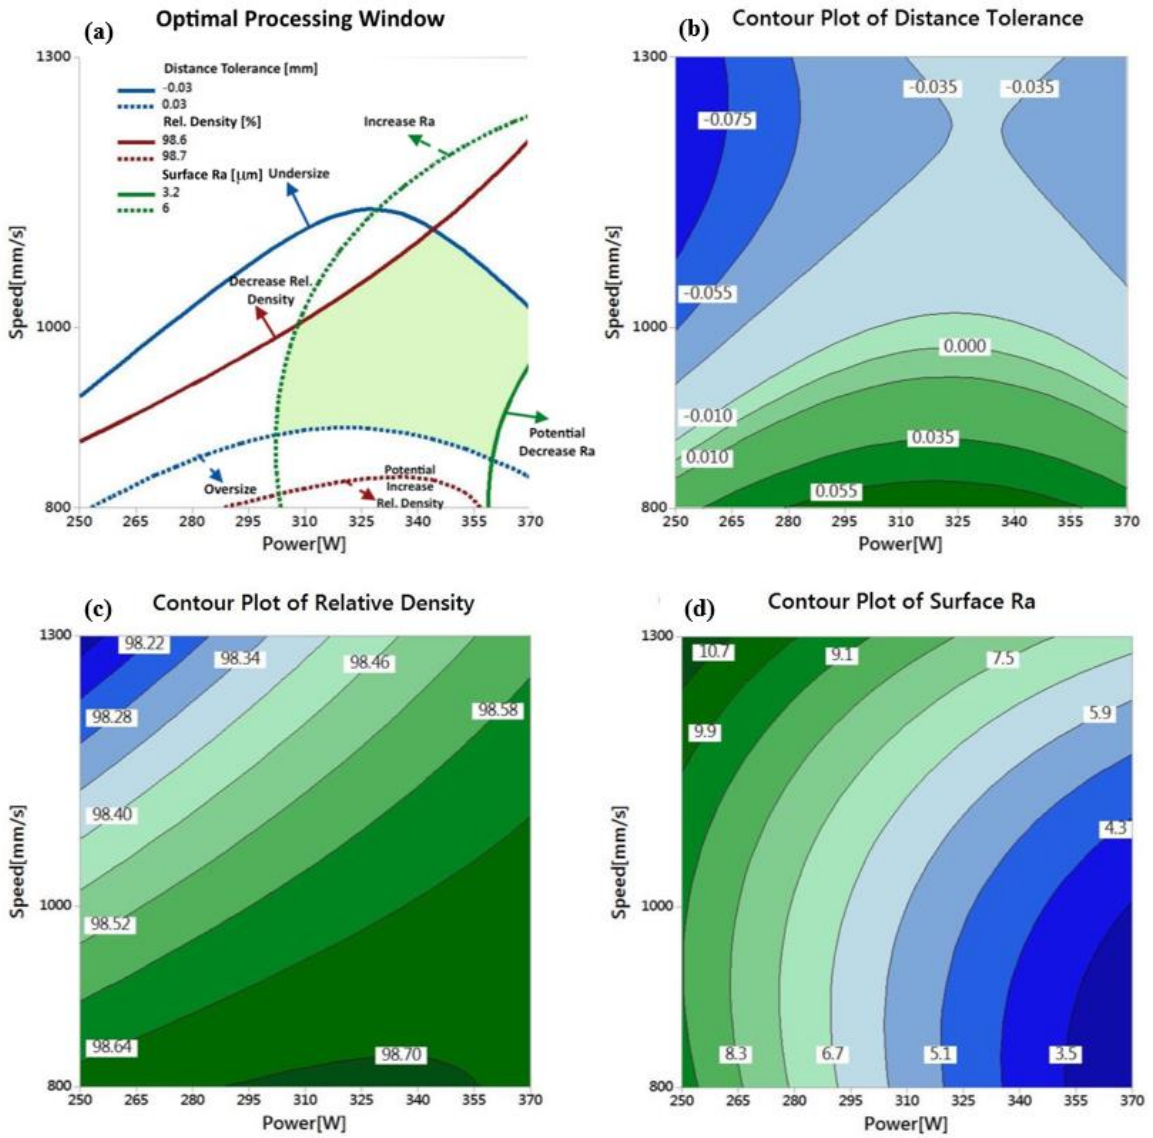 (a)
Optimal Processing Window
Distance Tolerance [mm]
-0.03
0.03
Rel. Density [%]
98.6
98.7
Surface Ra [μm]
3.2
6
Undersize
Increase Ra
Decrease Rel.
Density
Oversize
Potential
Increase
Rel. Density
Potential
Decrease Ra
Speed[mm/s]
1300
1000
800
250 265 280 295 310 325 340 355 370
Power[W]
(b)
Contour Plot of Distance Tolerance
-0.035
-0.035
-0.075
-0.055
0.000
-0.010
0.010
0.035
0.055
Speed[mm/s]
1300
1000
800
250 265 280 295 310 325 340 355 370
Power[W]
(c)
Contour Plot of Relative Density
98.22
98.34
98.46
98.28
98.58
98.40
98.52
98.64
98.70
Speed[mm/s]
1300
1000
800
250 265 280 295 310 325 340 355 370
Power[W]
(d)
Contour Plot of Surface Ra
10.7
9.1
7.5
9.9
5.9
4.3
8.3
6.7
5.1
3.5
Speed[mm/s]
1300
1000
800
250 265 280 295 310 325 340 355 370
Power[W]